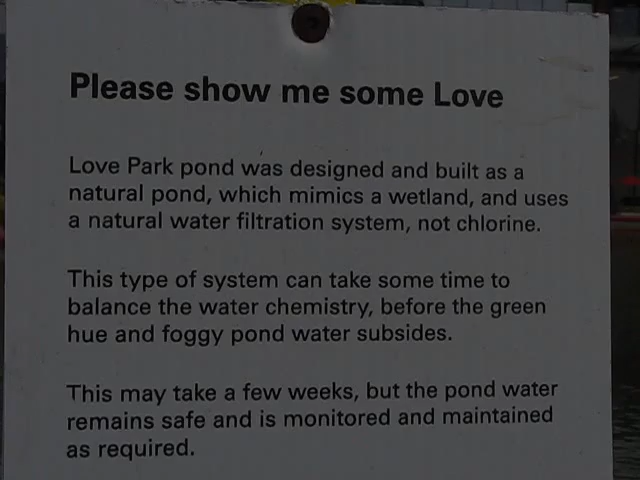 Please show me some Love
Love Park pond was designed and built as a
natural pond, which mimics a wetland, and uses
a natural water filtration system, not chlorine.
This type of system can take some time to
balance the water chemistry, before the green
hue and foggy pond water subsides.
This may take a few weeks, but the pond water
remains safe and is monitored and maintained
as required.